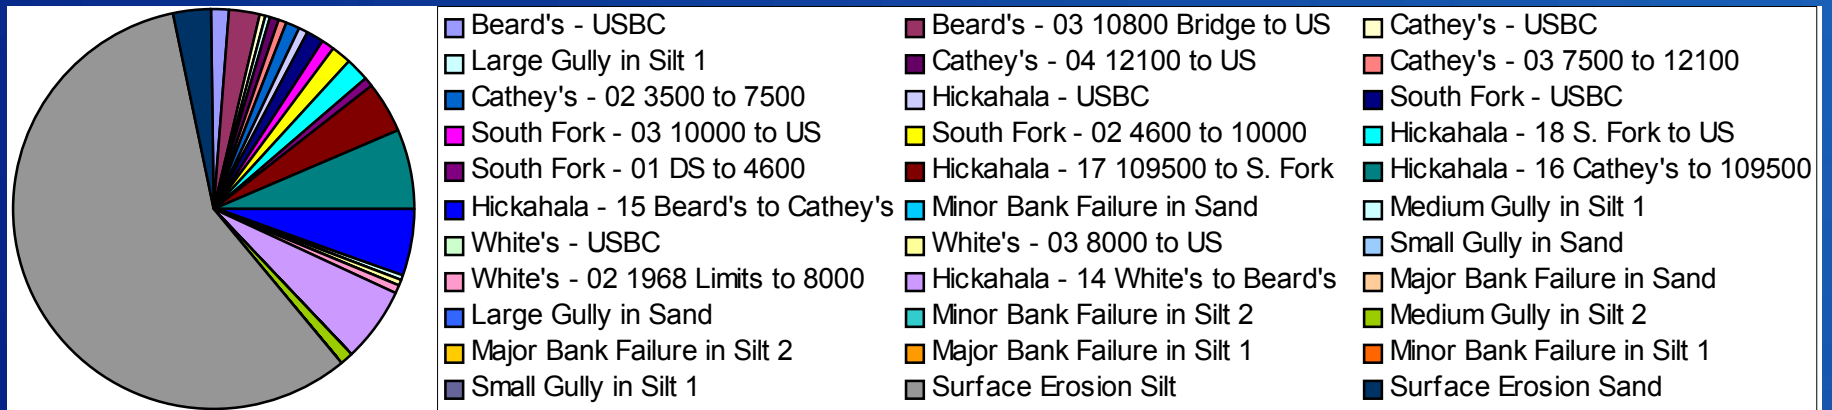 Beard's - USBC Beard's - 03 10800 Bridge to US Cathey's - USBC
Large Gully in Silt 1 Cathey's - 04 12100 to US Cathey's - 03 7500 to 12100
Cathey's - 02 3500 to 7500 Hickahala - USBC South Fork - USBC
South Fork - 03 10000 to US South Fork - 02 4600 to 10000 Hickahala - 18 S. Fork to US
South Fork - 01 DS to 4600 Hickahala - 17 109500 to S. Fork Hickahala - 16 Cathey's to 109500
Hickahala - 15 Beard's to Cathey's Minor Bank Failure in Sand Medium Gully in Silt 1
White's - USBC White's - 03 8000 to US Small Gully in Sand
White's - 02 1968 Limits to 8000 Hickahala - 14 White's to Beard's Major Bank Failure in Sand
Large Gully in Sand Minor Bank Failure in Silt 2 Medium Gully in Silt 2
Major Bank Failure in Silt 2 Major Bank Failure in Silt 1 Minor Bank Failure in Silt 1
Small Gully in Silt 1 Surface Erosion Silt Surface Erosion Sand